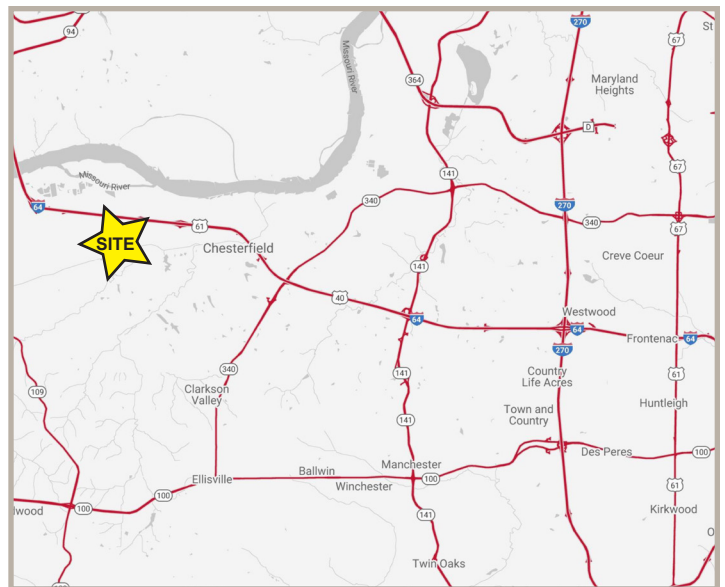 94
270
St
67
Missouri River
364
Maryland
Heights
D
67
141
Missouri River
64
340
270
61
340
67
SITE
Chesterfield
141
Creve Coeur
40
64
Westwood
64
Frontenac
64
270
141
340
Country
Life Acres
61
109
Clarkson
Valley
Huntleigh
Town and
Country
141
Des Peres
100
Manchester
Ballwin
Ellisville
100
Winchester
61
100
100
lwood
141
Kirkwood
O
Twin Oaks
100